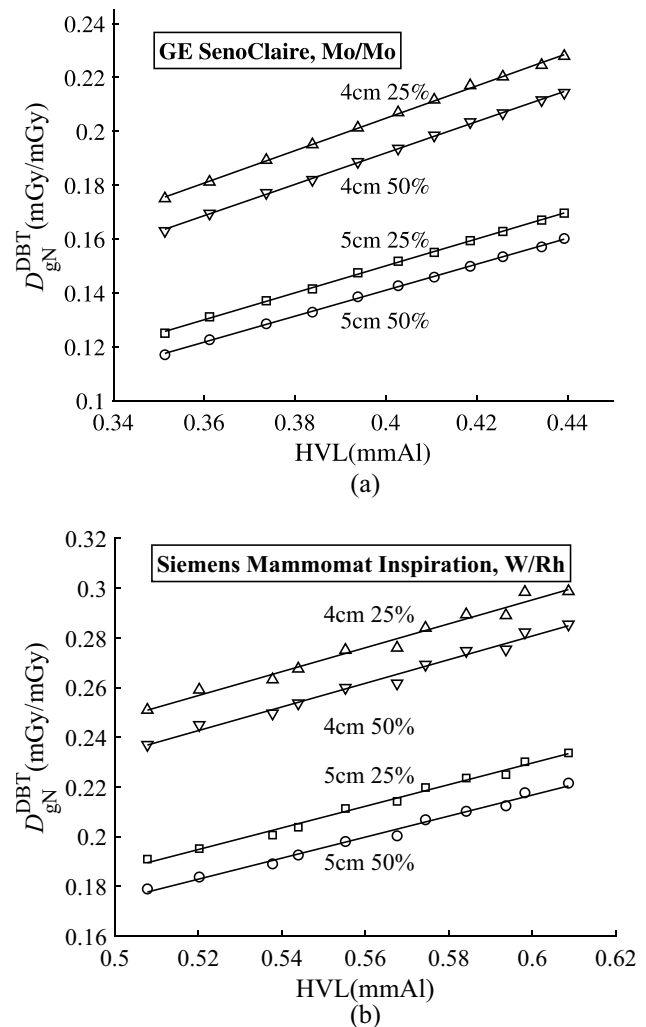 GE SenoClaire, Mo/Mo
0.24
0.22
0.2
0.18
0.16
0.14
0.12
0.1
D_gN^DBT(mGy/mGy)
4cm 25%
4cm 50%
5cm 25%
5cm 50%
0.34 0.36 0.38 0.4 0.42 0.44
HVL(mmAl)
(a)
Siemens Mammomat Inspiration, W/Rh
0.32
0.3
0.28
0.26
0.24
0.22
0.2
0.18
0.16
D_gN^DBT(mGy/mGy)
4cm 25%
4cm 50%
5cm 25%
5cm 50%
0.5 0.52 0.54 0.56 0.58 0.6 0.62
HVL(mmAl)
(b)